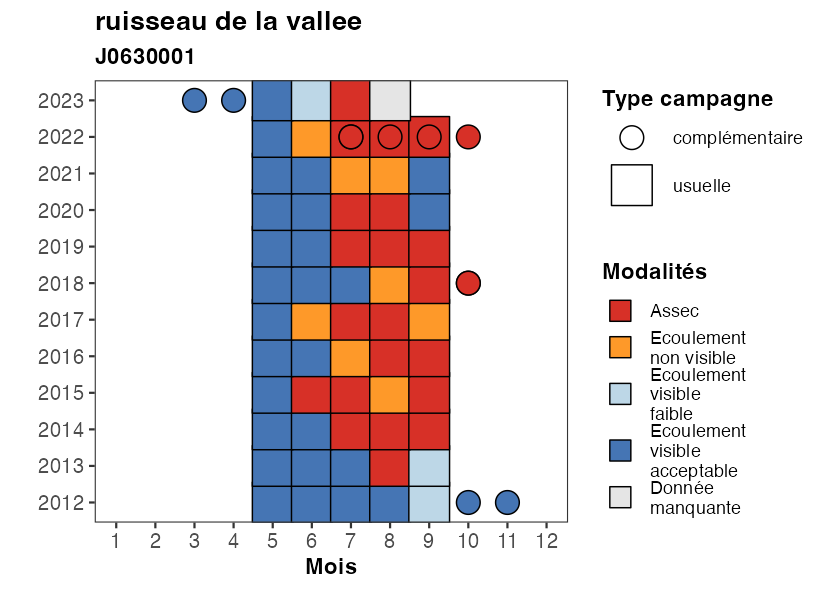 ruisseau de la vallee
J0630001
2023
2022
2021
2020
2019
2018
2017
2016
2015
2014
2013
2012
1 2 3 4 5 6 7 8 9 10 11 12
Mois
Type campagne
complémentaire
usuelle
Modalités
Assec
Ecoulement
non visible
Ecoulement
visible
faible
Ecoulement
visible
acceptable
Donnée
manquante